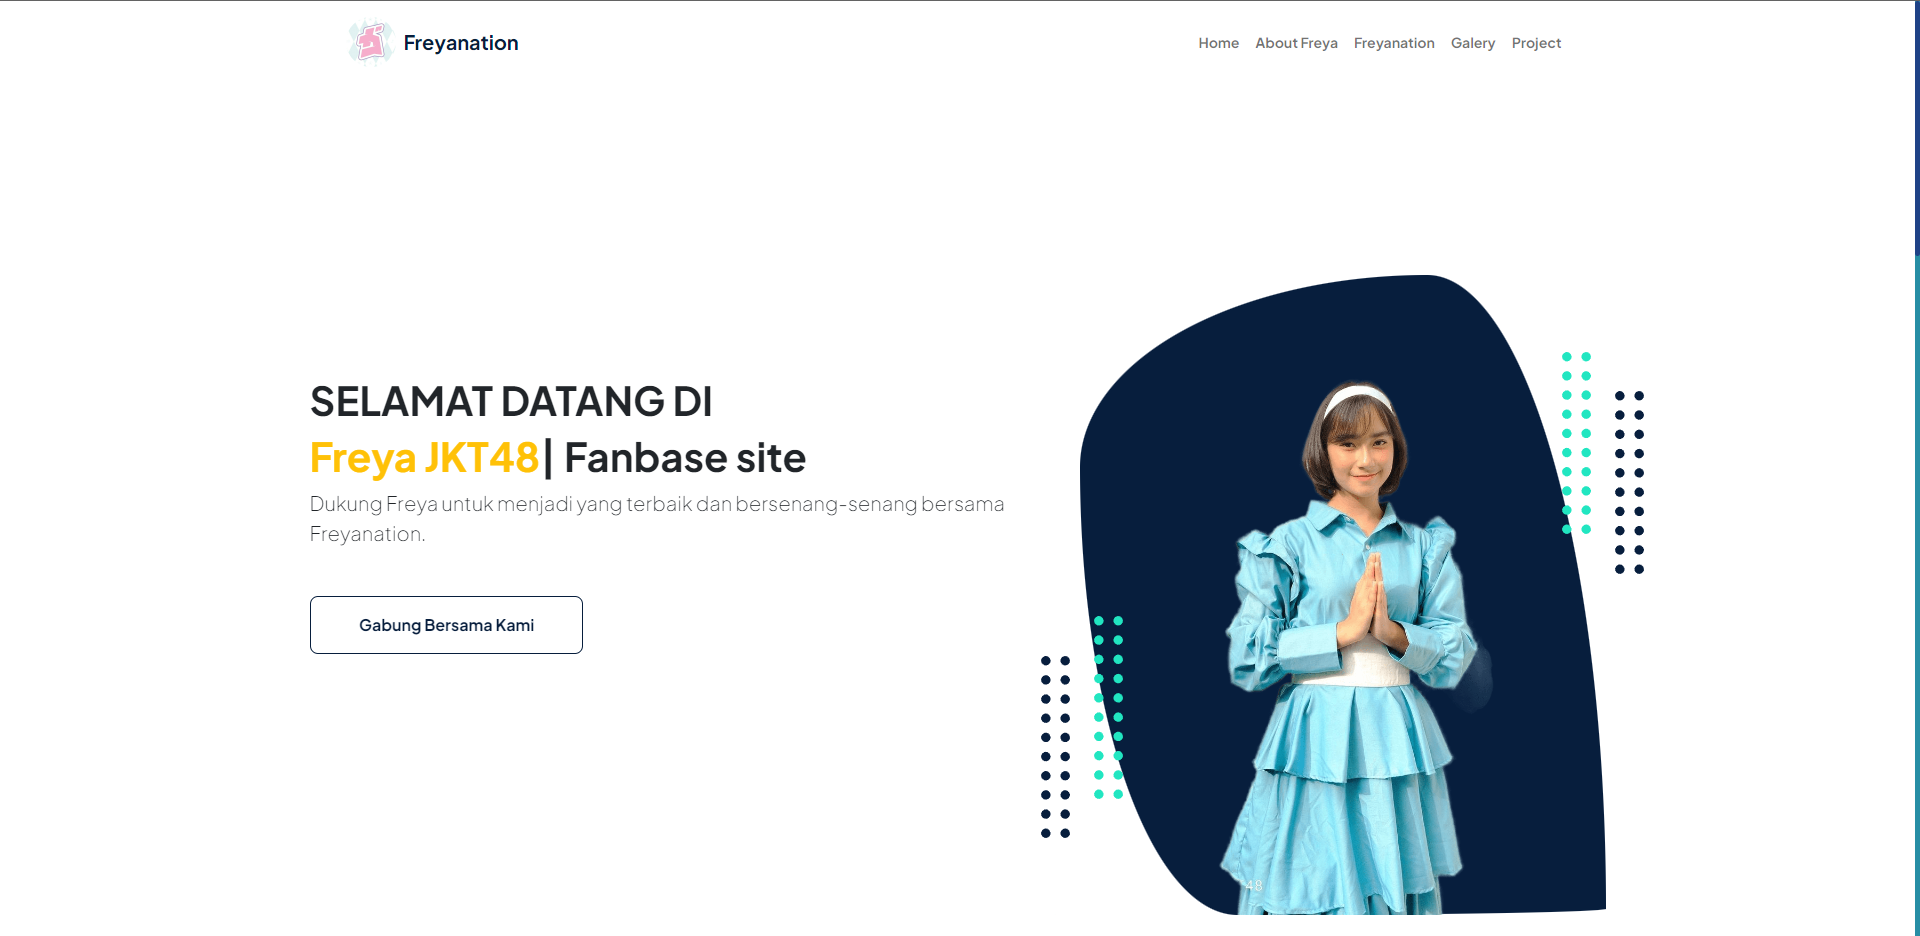 Freyanation
Home About Freya Freyanation Galery Project
SELAMAT DATANG DI
Freya JKT48| Fanbase site
Dukung Freya untuk menjadi yang terbaik dan bersenang-senang bersama
Freyanation.
Gabung Bersama Kami
48